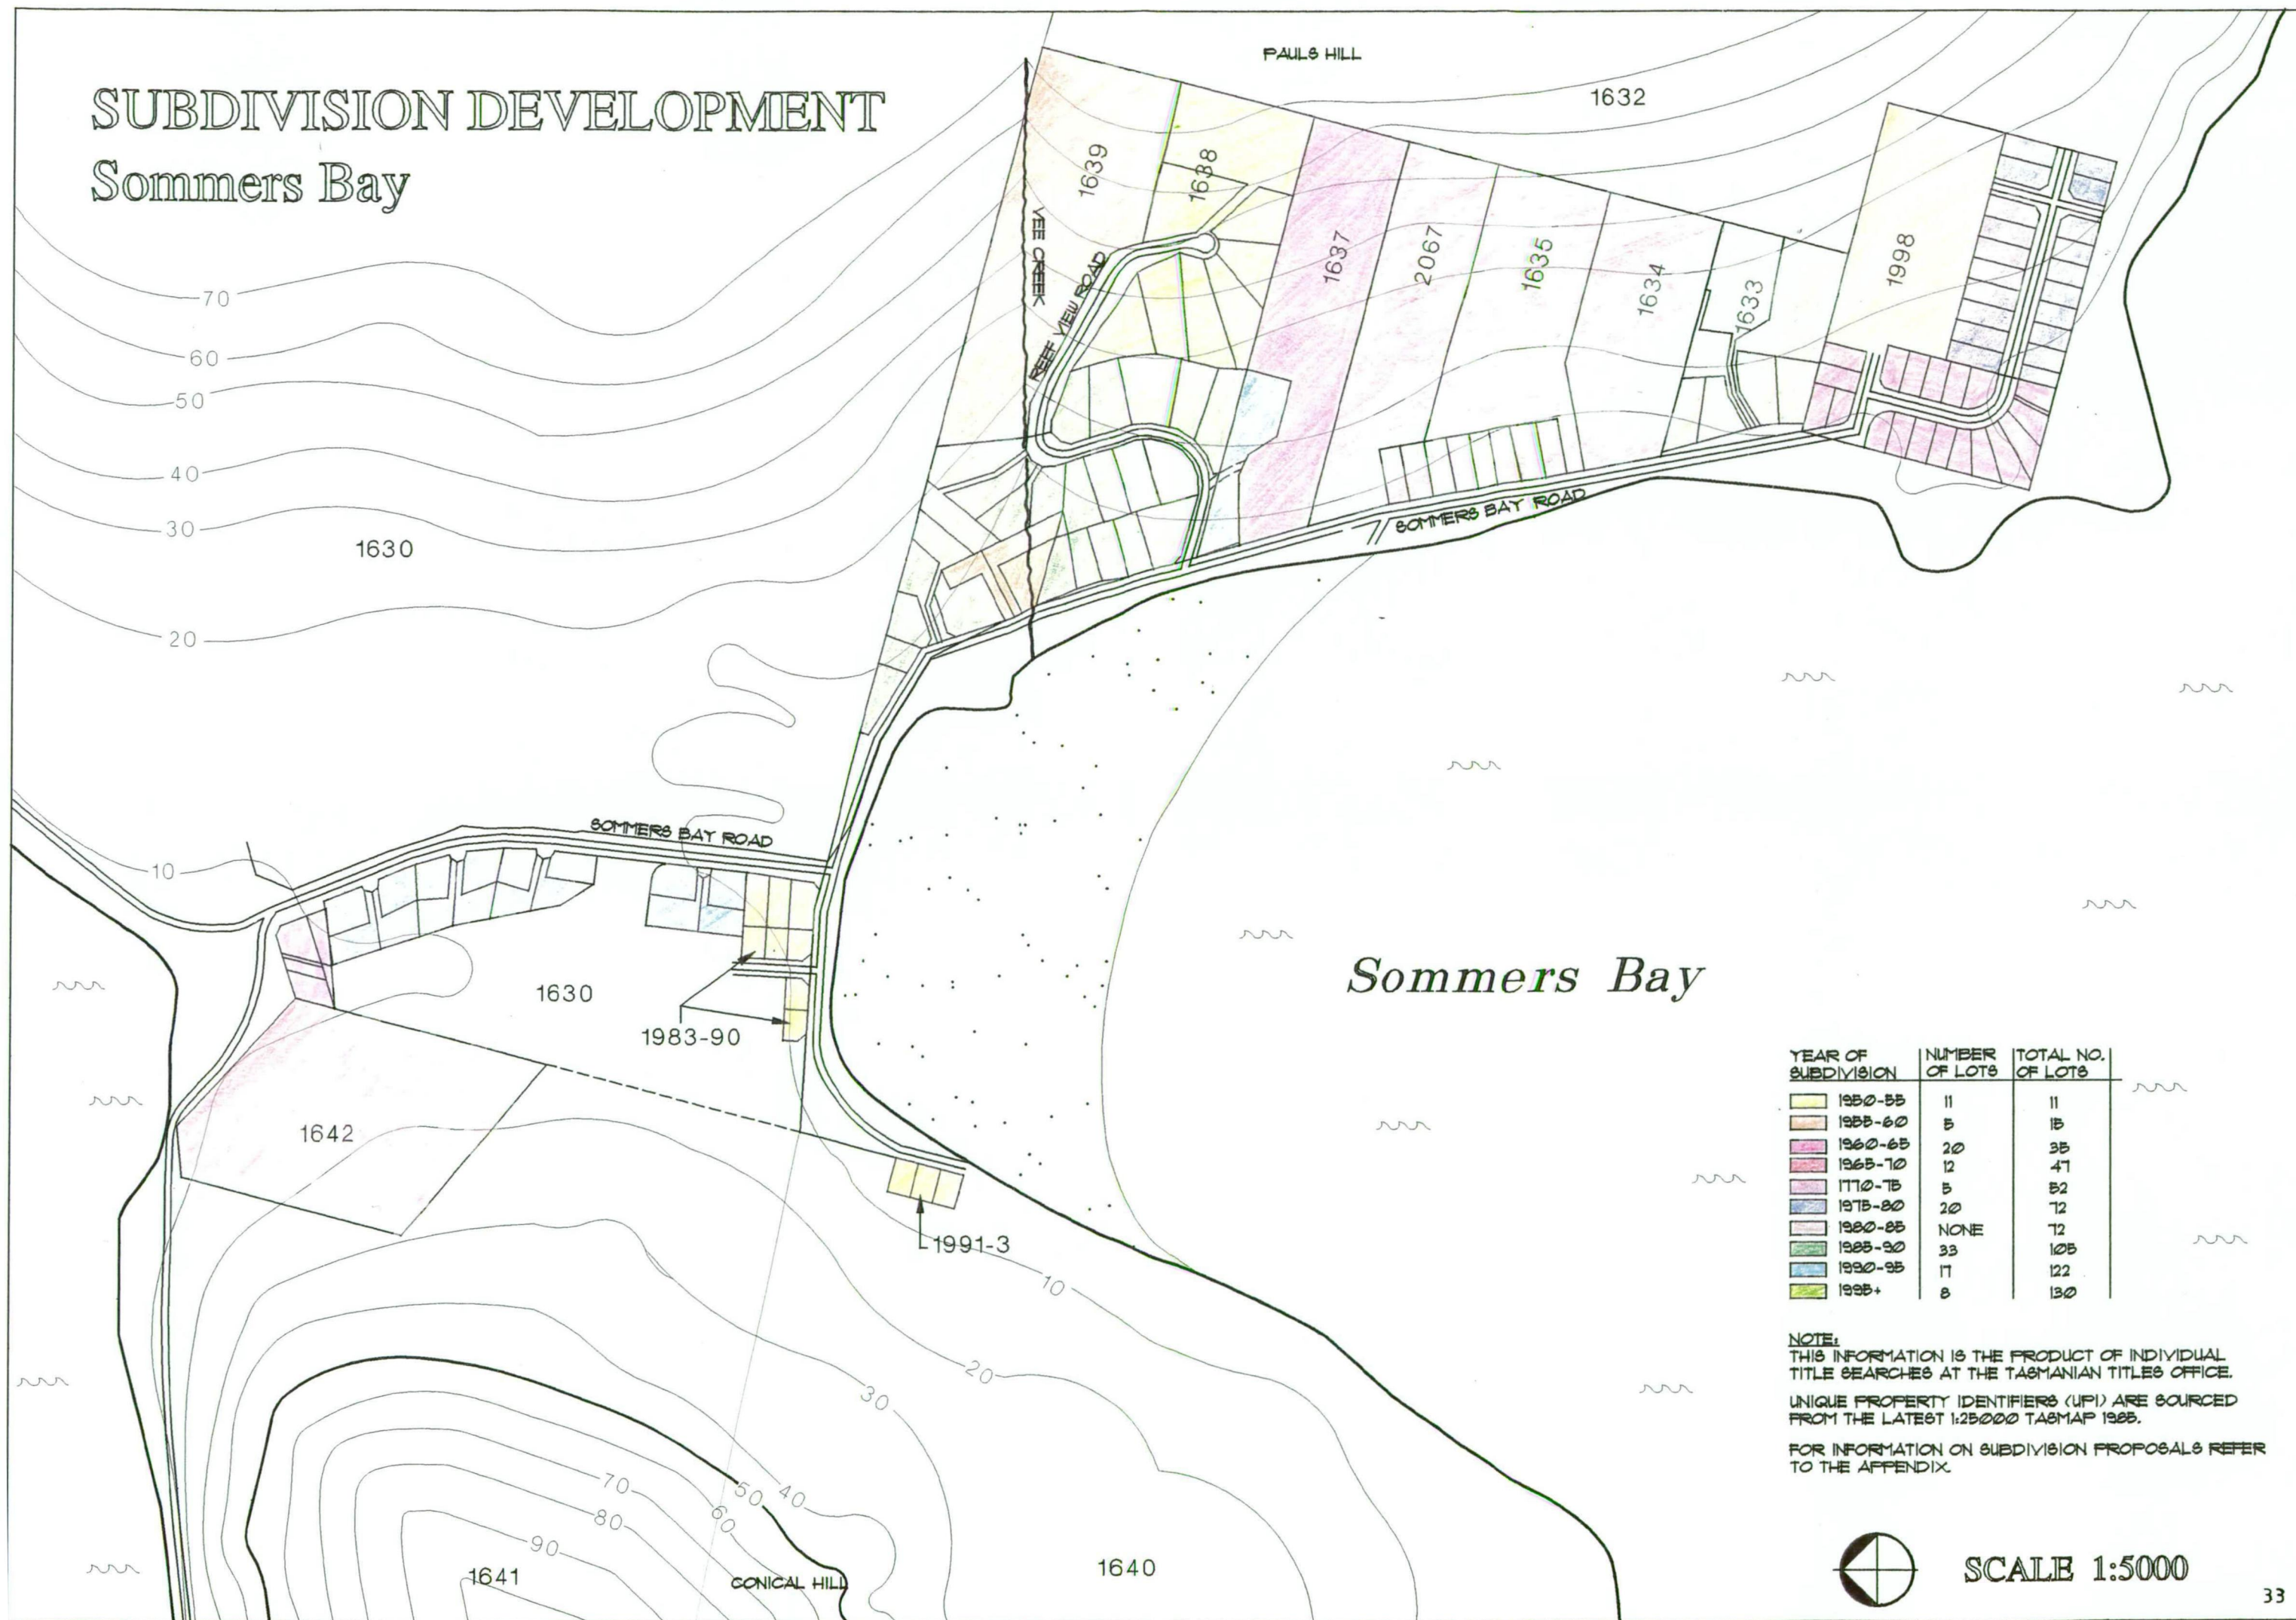 SUBDIVISION DEVELOPMENT
Sommers Bay
PAULS HILL
1632
1639
1638
1637
2067
1635
1634
1633
1998
YEE CREEK
REEF VIEW ROAD
SOMMERS BAY ROAD
70
60
50
40
30
20
10
1630
SOMMERS BAY ROAD
1630
1983-90
1642
1991-3
Sommers Bay
YEAR OF SUBDIVISION NUMBER OF LOTS TOTAL NO. OF LOTS
1950-55 11 11
1955-60 5 15
1960-65 20 35
1965-70 12 47
1770-75 5 52
1975-80 20 72
1980-85 NONE 72
1985-90 33 105
1990-95 17 122
1995+ 8 130
NOTE:
THIS INFORMATION IS THE PRODUCT OF INDIVIDUAL
TITLE SEARCHES AT THE TASMANIAN TITLES OFFICE.
UNIQUE PROPERTY IDENTIFIERS (UPI) ARE SOURCED
FROM THE LATEST 1:25000 TASMAP 1985.
FOR INFORMATION ON SUBDIVISION PROPOSALS REFER
TO THE APPENDIX.
10
20
30
40
50
60
70
80
90
1641
CONICAL HILL
1640
SCALE 1:5000
33